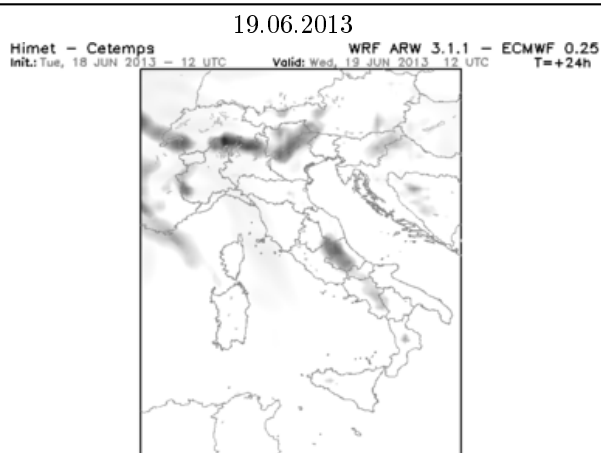 19.06.2013
Himet – Cetemps WRF ARW 3.1.1 – ECMWF 0.25
Init.: Tue, 18 JUN 2013 – 12 UTC Valid: Wed, 19 JUN 2013 12 UTC T=+24h